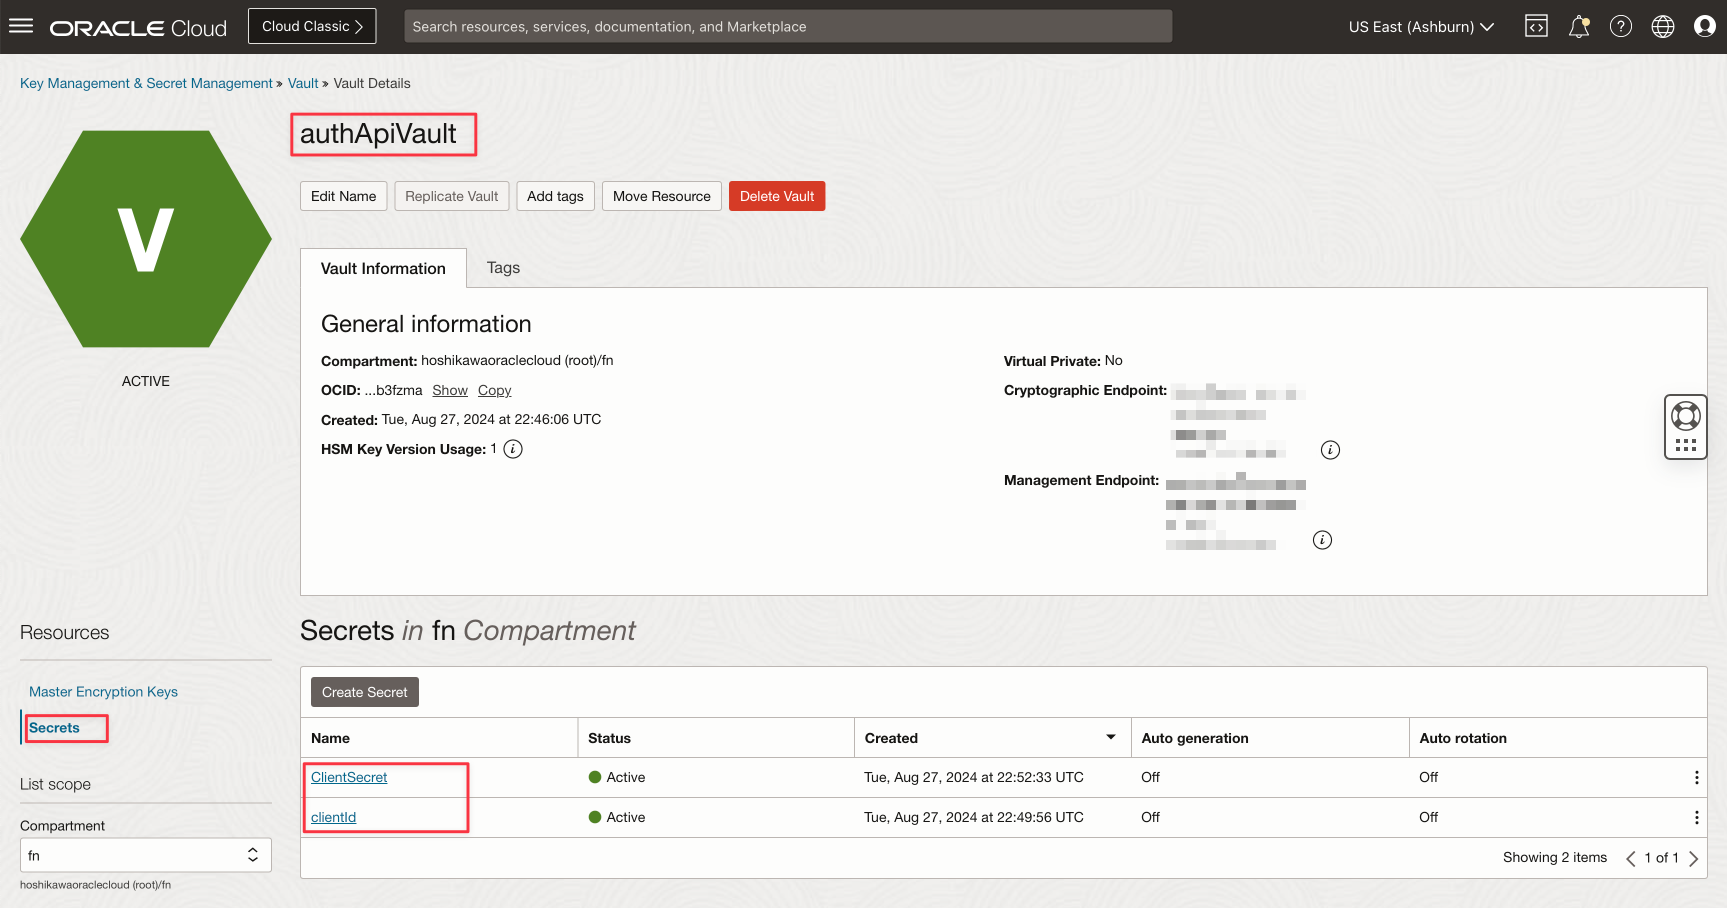 ORACLE Cloud
Cloud Classic
Search resources, services, documentation, and Marketplace
US East (Ashburn)
Key Management & Secret Management » Vault » Vault Details
V
ACTIVE
authApiVault
Edit Name
Replicate Vault
Add tags
Move Resource
Delete Vault
Vault Information
Tags
General information
Compartment: hoshikawaoraclecloud (root)/fn
OCID: ...b3fzma Show Copy
Created: Tue, Aug 27, 2024 at 22:46:06 UTC
HSM Key Version Usage: 1
Virtual Private: No
Cryptographic Endpoint:
Management Endpoint:
Resources
Master Encryption Keys
Secrets
List scope
Compartment
fn
hoshikawaoraclecloud (root)/fn
Secrets in fn Compartment
Create Secret
Name Status Created Auto generation Auto rotation
ClientSecret Active Tue, Aug 27, 2024 at 22:52:33 UTC Off Off
clientId Active Tue, Aug 27, 2024 at 22:49:56 UTC Off Off
Showing 2 items 1 of 1